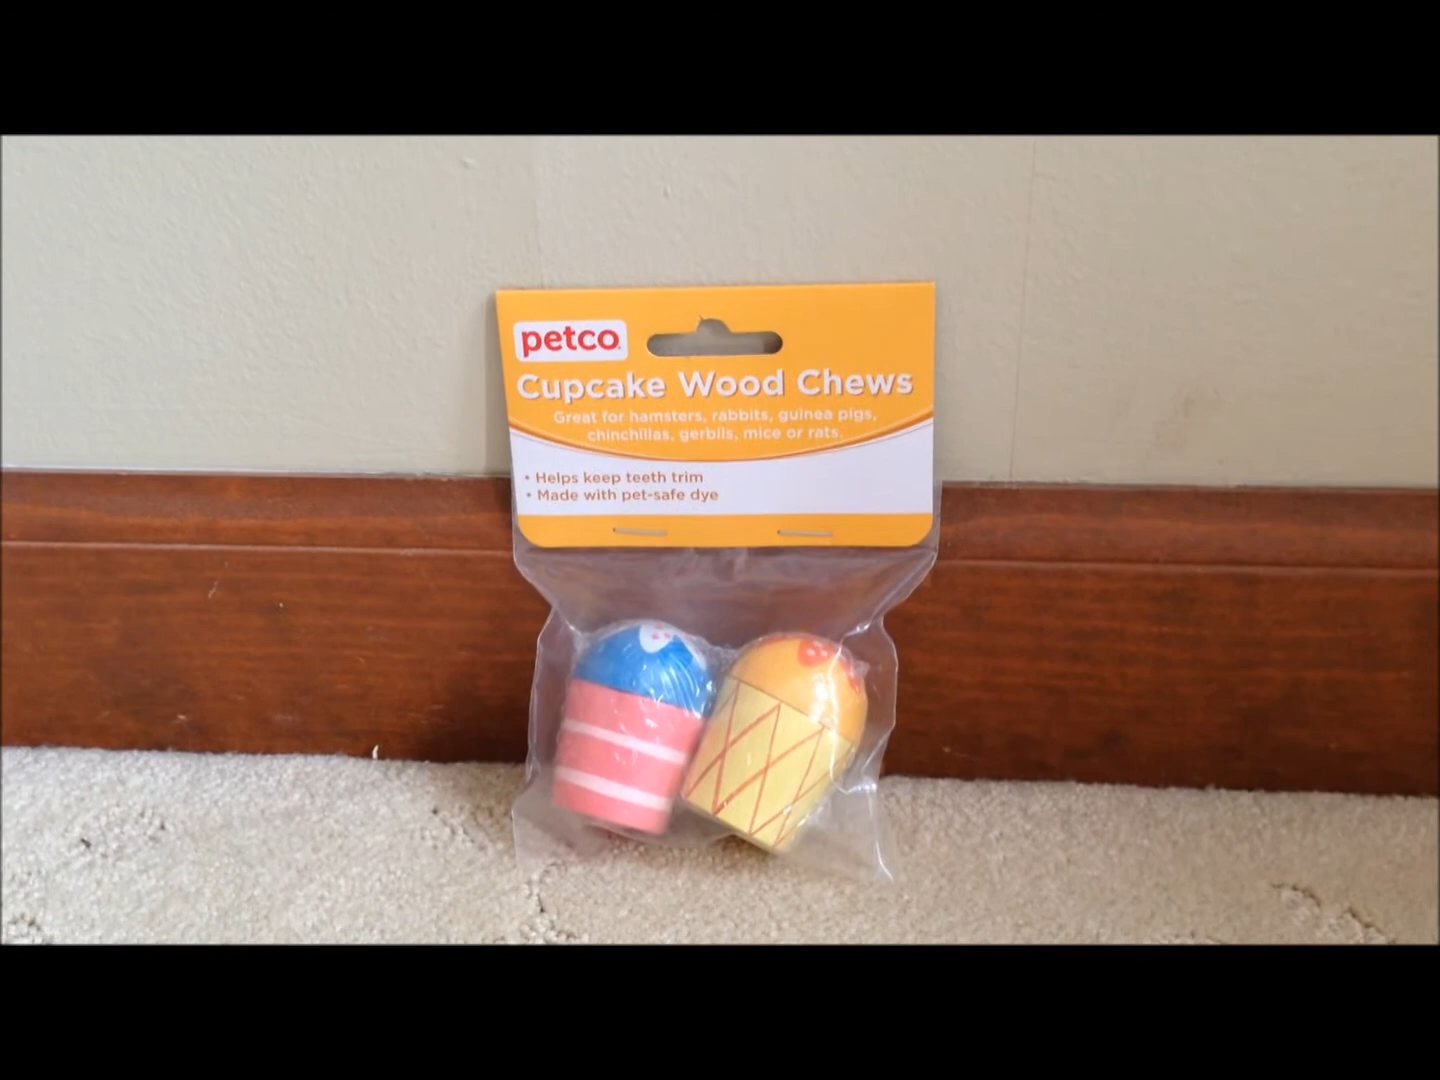 petco
Cupcake Wood Chews
Great for hamsters, rabbits, guinea pigs,
chinchillas, gerbils, mice or rats.
• Helps keep teeth trim
• Made with pet-safe dye